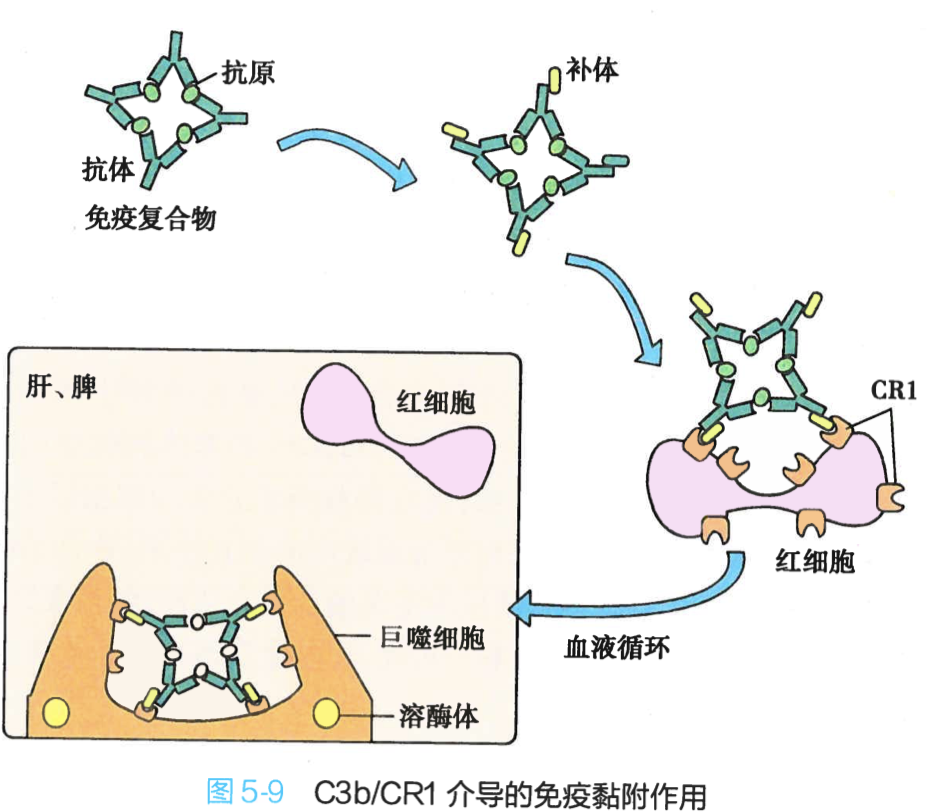 抗原
抗体
免疫复合物
补体
CR1
红细胞
血液循环
肝、脾
红细胞
巨噬细胞
溶酶体
图 5-9 C3b/CR1 介导的免疫黏附作用